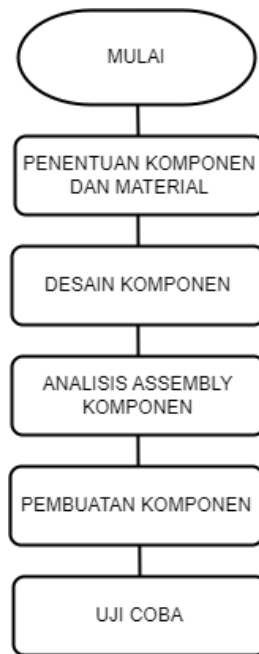 MULAI
PENENTUAN KOMPONEN
DAN MATERIAL
DESAIN KOMPONEN
ANALISIS ASSEMBLY
KOMPONEN
PEMBUATAN KOMPONEN
UJI COBA